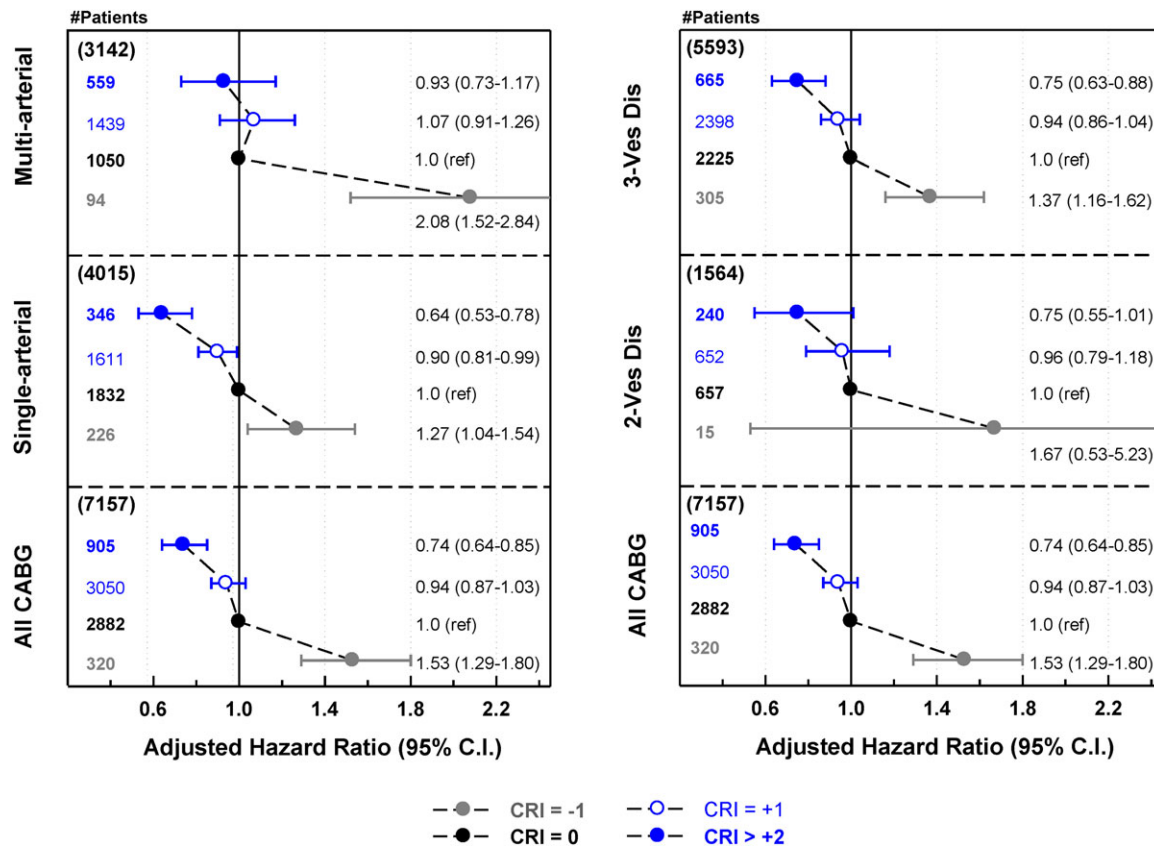 #Patients
Multi-arterial
(3142)
559
0.93 (0.73-1.17)
1439
1.07 (0.91-1.26)
1050
1.0 (ref)
94
2.08 (1.52-2.84)
Single-arterial
(4015)
346
0.64 (0.53-0.78)
1611
0.90 (0.81-0.99)
1832
1.0 (ref)
226
1.27 (1.04-1.54)
All CABG
(7157)
905
0.74 (0.64-0.85)
3050
0.94 (0.87-1.03)
2882
1.0 (ref)
320
1.53 (1.29-1.80)
0.6 1.0 1.4 1.8 2.2
Adjusted Hazard Ratio (95% C.I.)
#Patients
3-Ves Dis
(5593)
665
0.75 (0.63-0.88)
2398
0.94 (0.86-1.04)
2225
1.0 (ref)
305
1.37 (1.16-1.62)
2-Ves Dis
(1564)
240
0.75 (0.55-1.01)
652
0.96 (0.79-1.18)
657
1.0 (ref)
15
1.67 (0.53-5.23)
All CABG
(7157)
905
0.74 (0.64-0.85)
3050
0.94 (0.87-1.03)
2882
1.0 (ref)
320
1.53 (1.29-1.80)
0.6 1.0 1.4 1.8 2.2
Adjusted Hazard Ratio (95% C.I.)
CRI = -1
CRI = +1
CRI = 0
CRI > +2